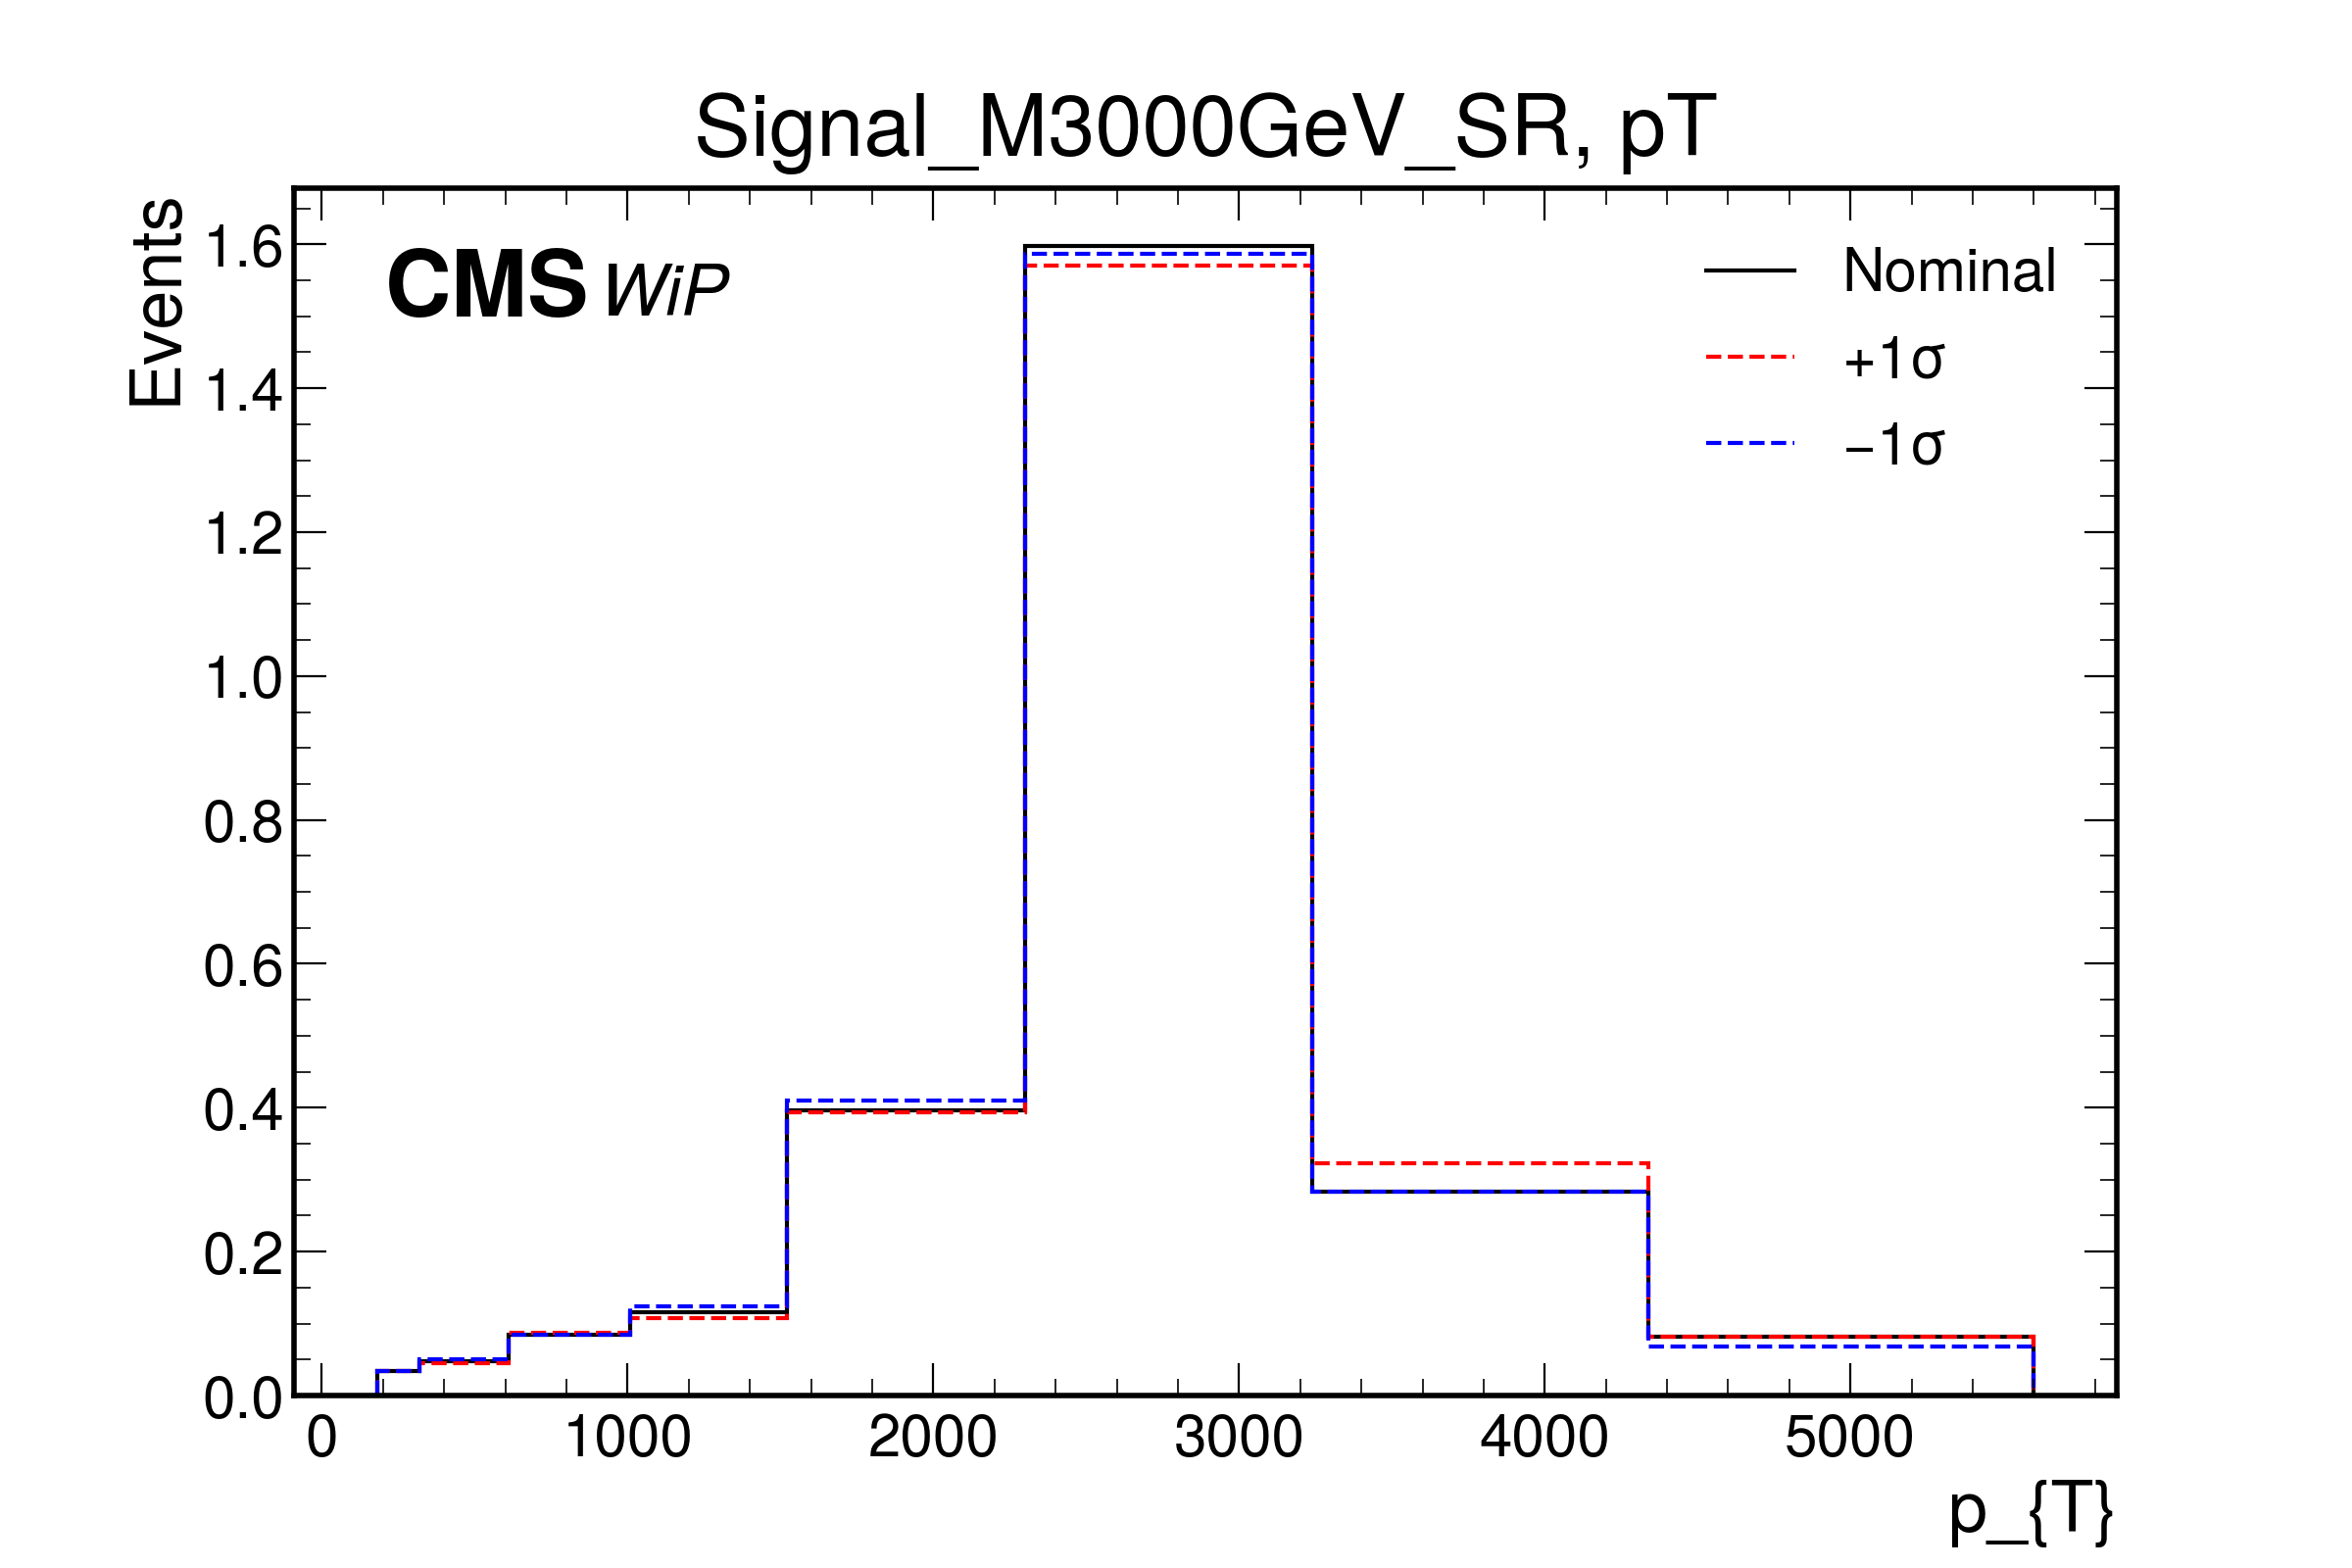 Signal_M3000GeV_SR, pT
Events
CMS WiP
Nominal
+1σ
−1σ
1.6
1.4
1.2
1.0
0.8
0.6
0.4
0.2
0.0
0 1000 2000 3000 4000 5000
p_{T}